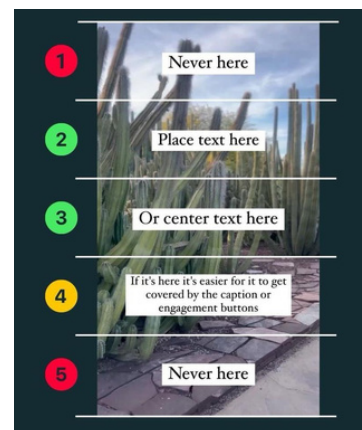 1
Never here
2
Place text here
3
Or center text here
4
If it's here it's easier for it to get
covered by the caption or
engagement buttons
5
Never here